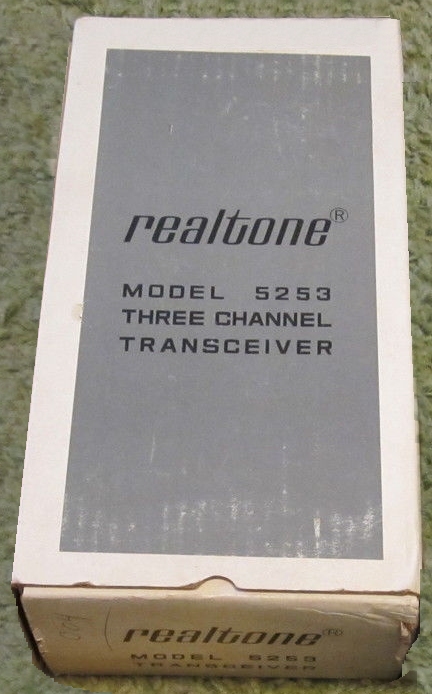 realtone®
MODEL 5253
THREE CHANNEL
TRANSCEIVER
realtone®
MODEL 5253
TRANSCEIVER